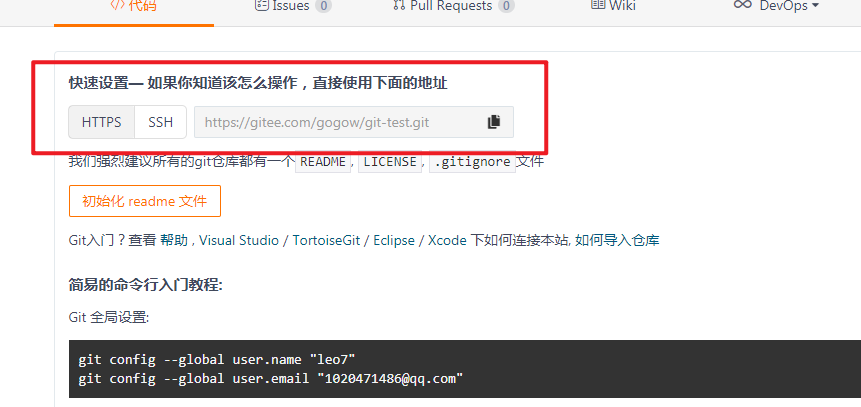 代码 Issues 0 Pull Requests 0 Wiki DevOps
快速设置— 如果你知道该怎么操作，直接使用下面的地址
HTTPS SSH https://gitee.com/gogow/git-test.git
我们强烈建议所有的git仓库都有一个 README, LICENSE, .gitignore 文件
初始化 readme 文件
Git入门？查看 帮助 , Visual Studio / TortoiseGit / Eclipse / Xcode 下如何连接本站, 如何导入仓库
简易的命令行入门教程:
Git 全局设置:
git config --global user.name "leo7"
git config --global user.email "1020471486@qq.com"